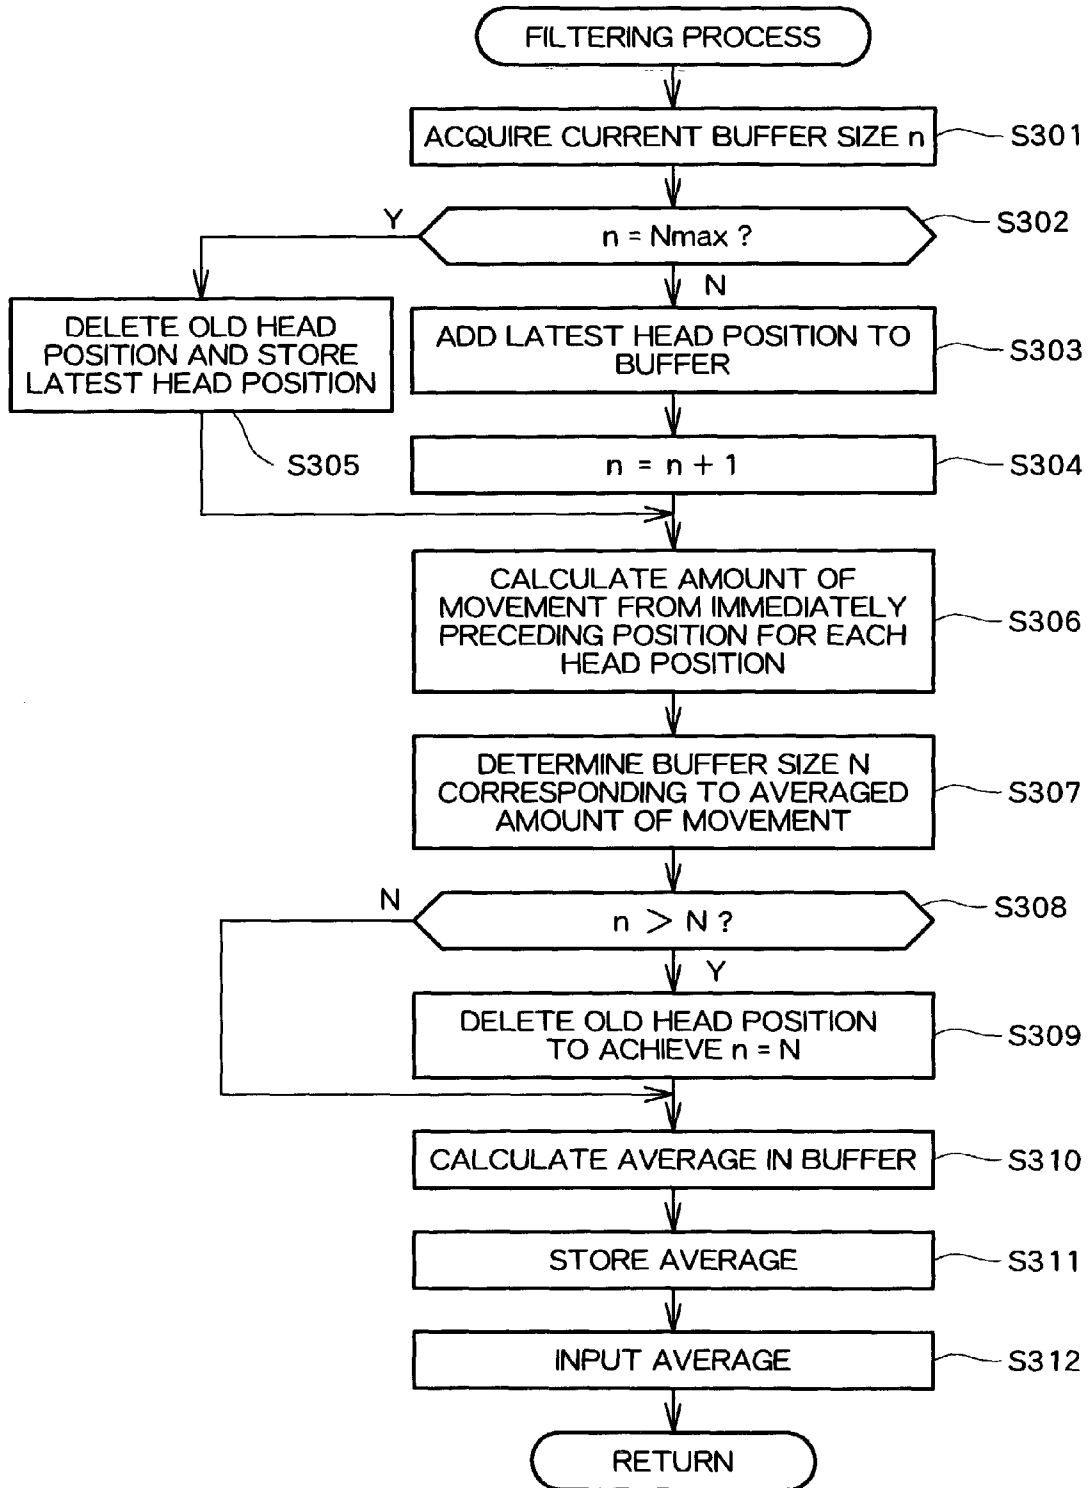 FILTERING PROCESS
ACQUIRE CURRENT BUFFER SIZE n
S301
n = Nmax ?
S302
Y
N
DELETE OLD HEAD
POSITION AND STORE
LATEST HEAD POSITION
S305
ADD LATEST HEAD POSITION TO
BUFFER
S303
n = n + 1
S304
CALCULATE AMOUNT OF
MOVEMENT FROM IMMEDIATELY
PRECEDING POSITION FOR EACH
HEAD POSITION
S306
DETERMINE BUFFER SIZE N
CORRESPONDING TO AVERAGED
AMOUNT OF MOVEMENT
S307
N
n > N ?
S308
Y
DELETE OLD HEAD POSITION
TO ACHIEVE n = N
S309
CALCULATE AVERAGE IN BUFFER
S310
STORE AVERAGE
S311
INPUT AVERAGE
S312
RETURN